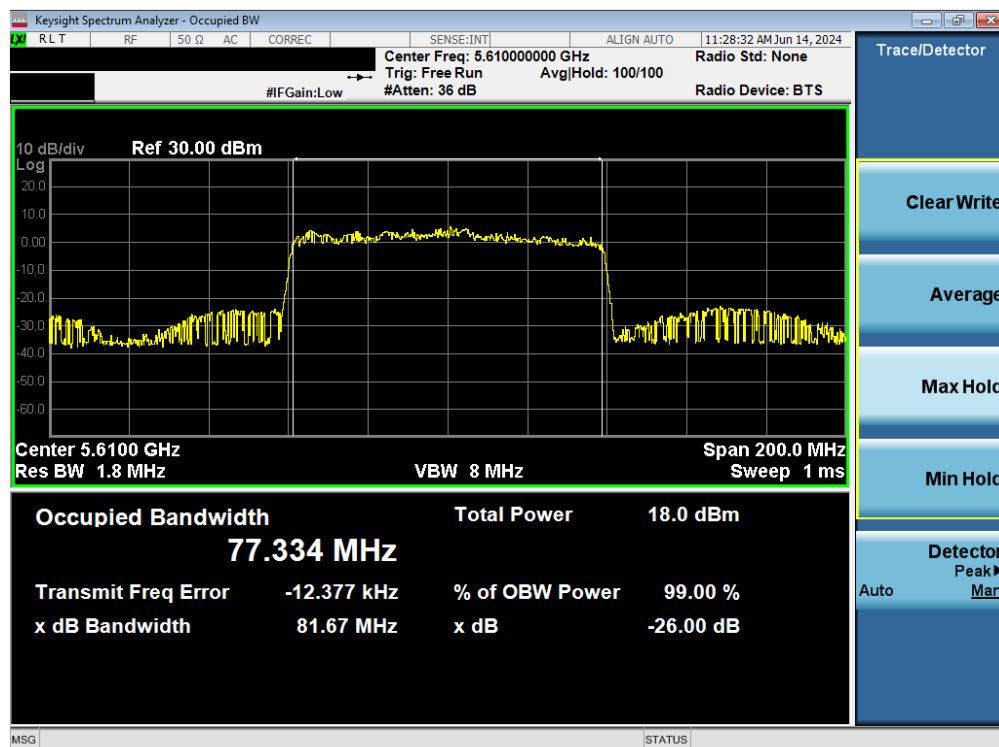 Keysight Spectrum Analyzer - Occupied BW
LXI RLT RF 50 Ω AC CORREC SENSE:INT ALIGN AUTO 11:28:32 AM Jun 14, 2024
Center Freq: 5.610000000 GHz Radio Std: None
Trig: Free Run Avg|Hold: 100/100
#IFGain:Low #Atten: 36 dB Radio Device: BTS
Trace/Detector
10 dB/div Ref 30.00 dBm
Log
20.0
10.0
0.00
-10.0
-20.0
-30.0
-40.0
-50.0
-60.0
Center 5.6100 GHz Span 200.0 MHz
Res BW 1.8 MHz VBW 8 MHz Sweep 1 ms
Occupied Bandwidth Total Power 18.0 dBm
77.334 MHz
Transmit Freq Error -12.377 kHz % of OBW Power 99.00 %
x dB Bandwidth 81.67 MHz x dB -26.00 dB
Clear Write
Average
Max Hold
Min Hold
Detector
Peak
Auto Man
MSG STATUS